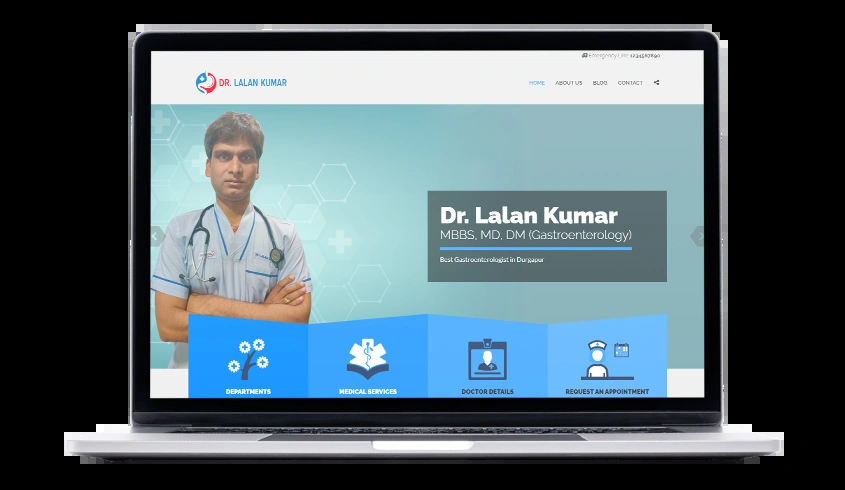 Emergency Line 1234567890
DR. LALAN KUMAR
HOME ABOUT US BLOG CONTACT
Dr. Lalan Kumar
MBBS, MD, DM (Gastroenterology)
Best Gastroenterologist in Durgapur
DEPARTMENTS
MEDICAL SERVICES
DOCTOR DETAILS
REQUEST AN APPOINTMENT